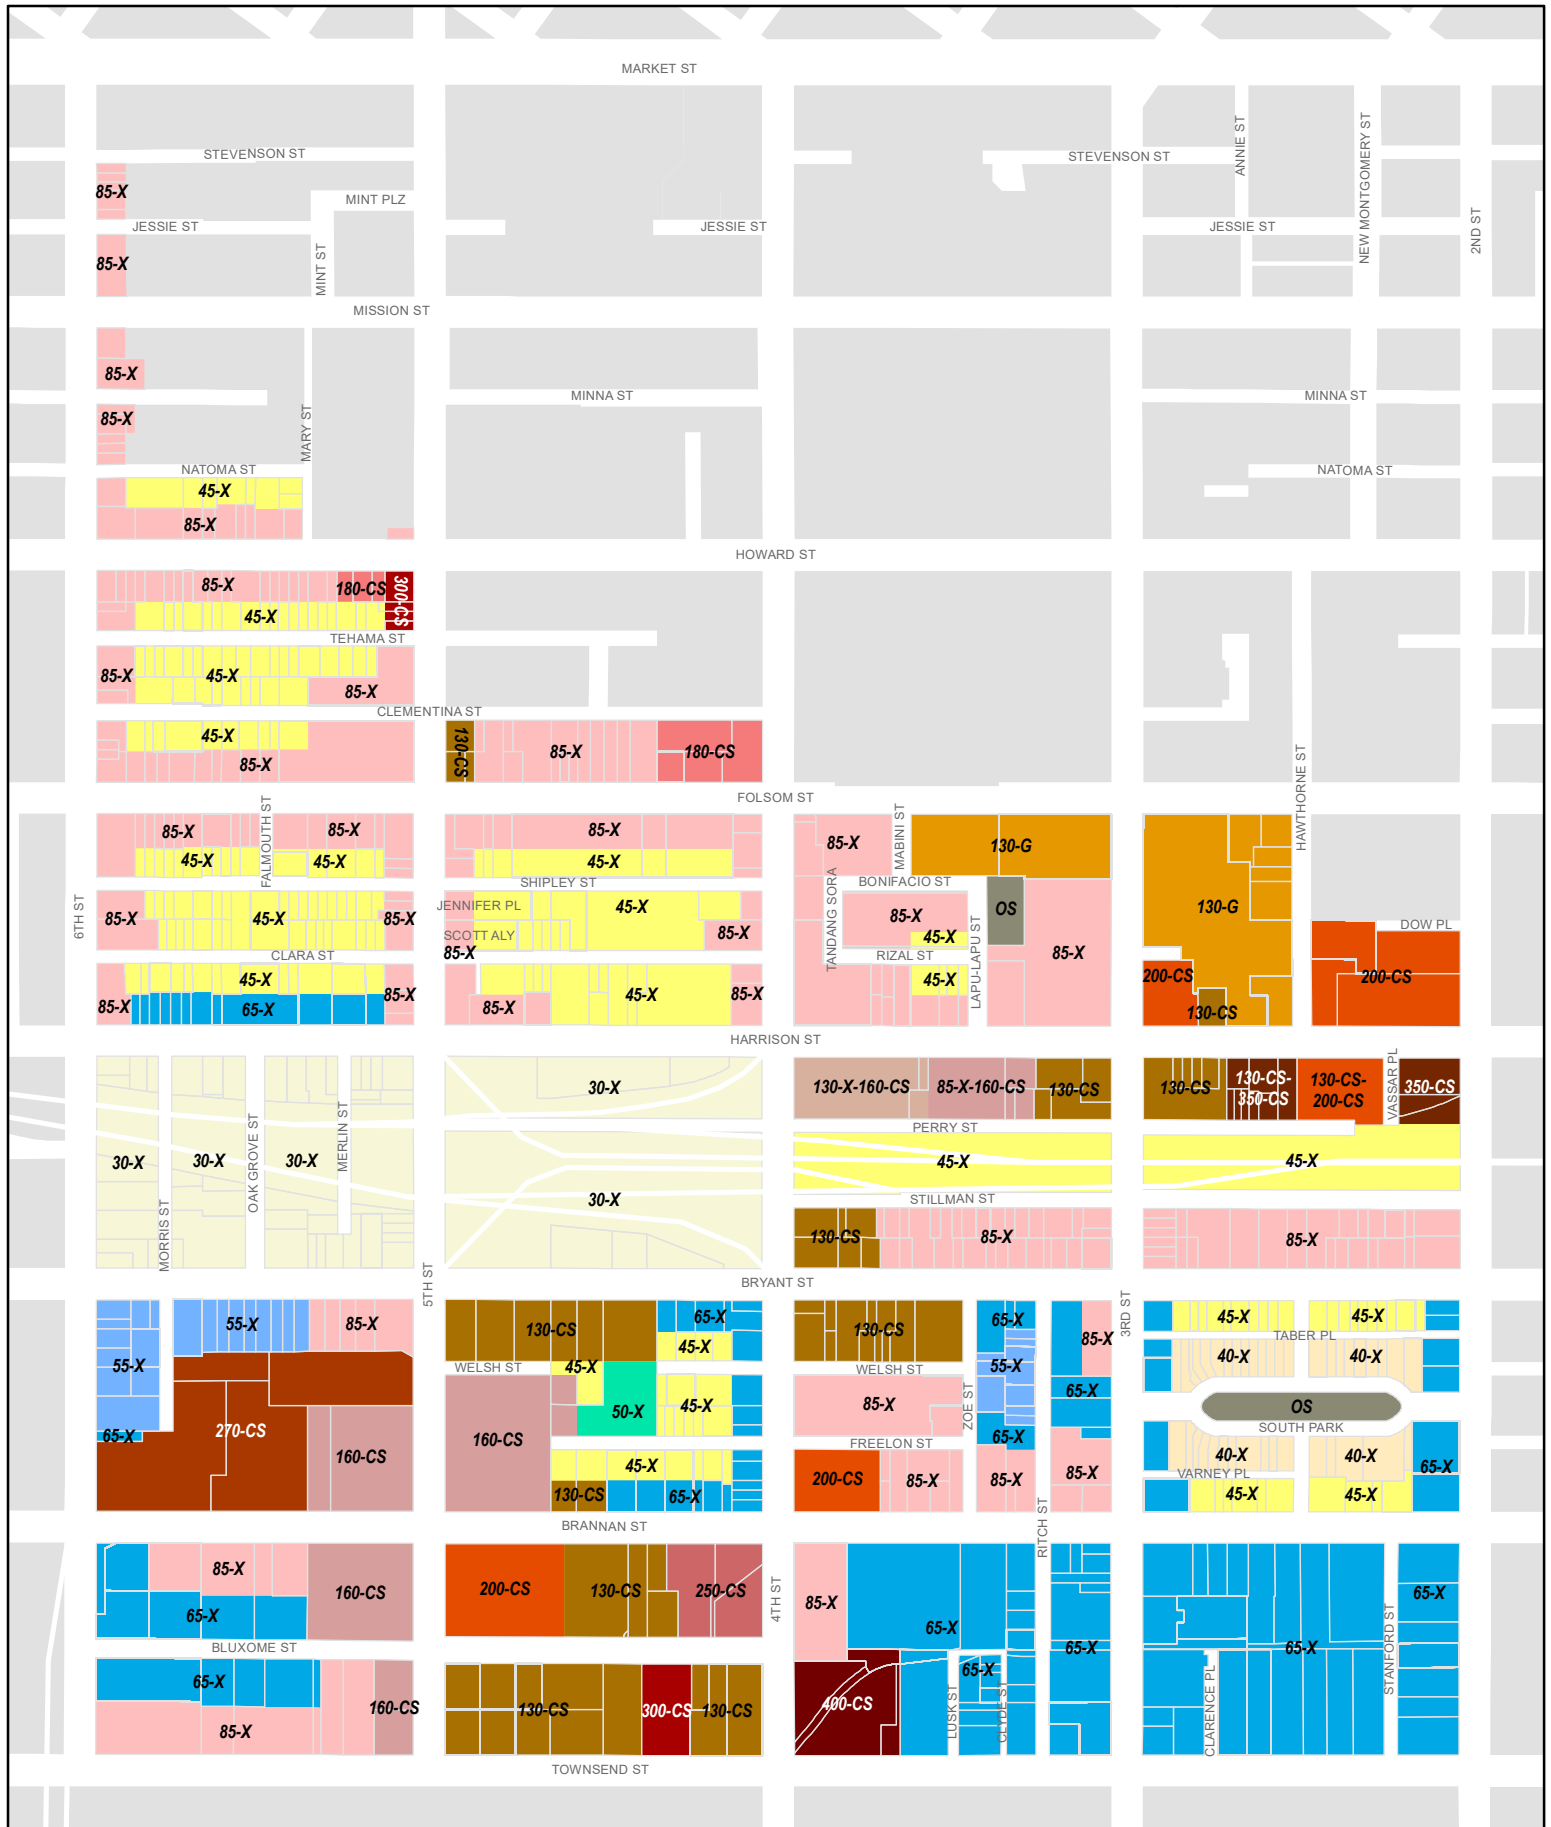 MARKET ST
STEVENSON ST
STEVENSON ST
ANNIE ST
NEW MONTGOMERY ST
85-X
MINT PLZ
JESSIE ST
JESSIE ST
JESSIE ST
2ND ST
85-X
MINT ST
MISSION ST
85-X
MINNA ST
MINNA ST
85-X
MARY ST
NATOMA ST
NATOMA ST
45-X
85-X
HOWARD ST
85-X
180-CS
300-CS
45-X
TEHAMA ST
85-X
45-X
85-X
CLEMENTINA ST
45-X
85-X
130-CS
85-X
180-CS
HAWTHORNE ST
FOLSOM ST
85-X
FALMOUTH ST
85-X
85-X
85-X
MABINI ST
130-G
45-X
45-X
45-X
SHIPLEY ST
BONIFACIO ST
6TH ST
85-X
45-X
85-X
JENNIFER PL
45-X
TANDANG SORA
85-X
OS
130-G
DOW PL
SCOTT ALY
85-X
45-X
LAPU-LAPU ST
85-X
CLARA ST
85-X
RIZAL ST
85-X
45-X
85-X
65-X
85-X
45-X
85-X
45-X
200-CS
130-CS
200-CS
HARRISON ST
30-X
130-X-160-CS
85-X-160-CS
130-CS
130-CS
130-CS-
350-CS
130-CS-
200-CS
VASSAR PL
350-CS
PERRY ST
30-X
OAK GROVE ST
30-X
30-X
MERLIN ST
45-X
45-X
30-X
STILLMAN ST
MORRIS ST
130-CS
85-X
85-X
5TH ST
BRYANT ST
3RD ST
55-X
85-X
130-CS
65-X
130-CS
65-X
85-X
45-X
45-X
TABER PL
55-X
WELSH ST
45-X
45-X
WELSH ST
55-X
40-X
40-X
65-X
50-X
45-X
85-X
ZOE ST
65-X
OS
65-X
270-CS
160-CS
160-CS
FREELON ST
65-X
SOUTH PARK
45-X
200-CS
85-X
85-X
85-X
40-X
40-X
65-X
VARNEY PL
130-CS
65-X
45-X
45-X
BRANNAN ST
RITCH ST
85-X
160-CS
200-CS
130-CS
250-CS
4TH ST
85-X
65-X
65-X
65-X
65-X
65-X
STANFORD ST
BLUXOME ST
65-X
65-X
160-CS
85-X
130-CS
300-CS
130-CS
400-CS
LUSK ST
CLYDE ST
CLARENCE PL
TOWNSEND ST